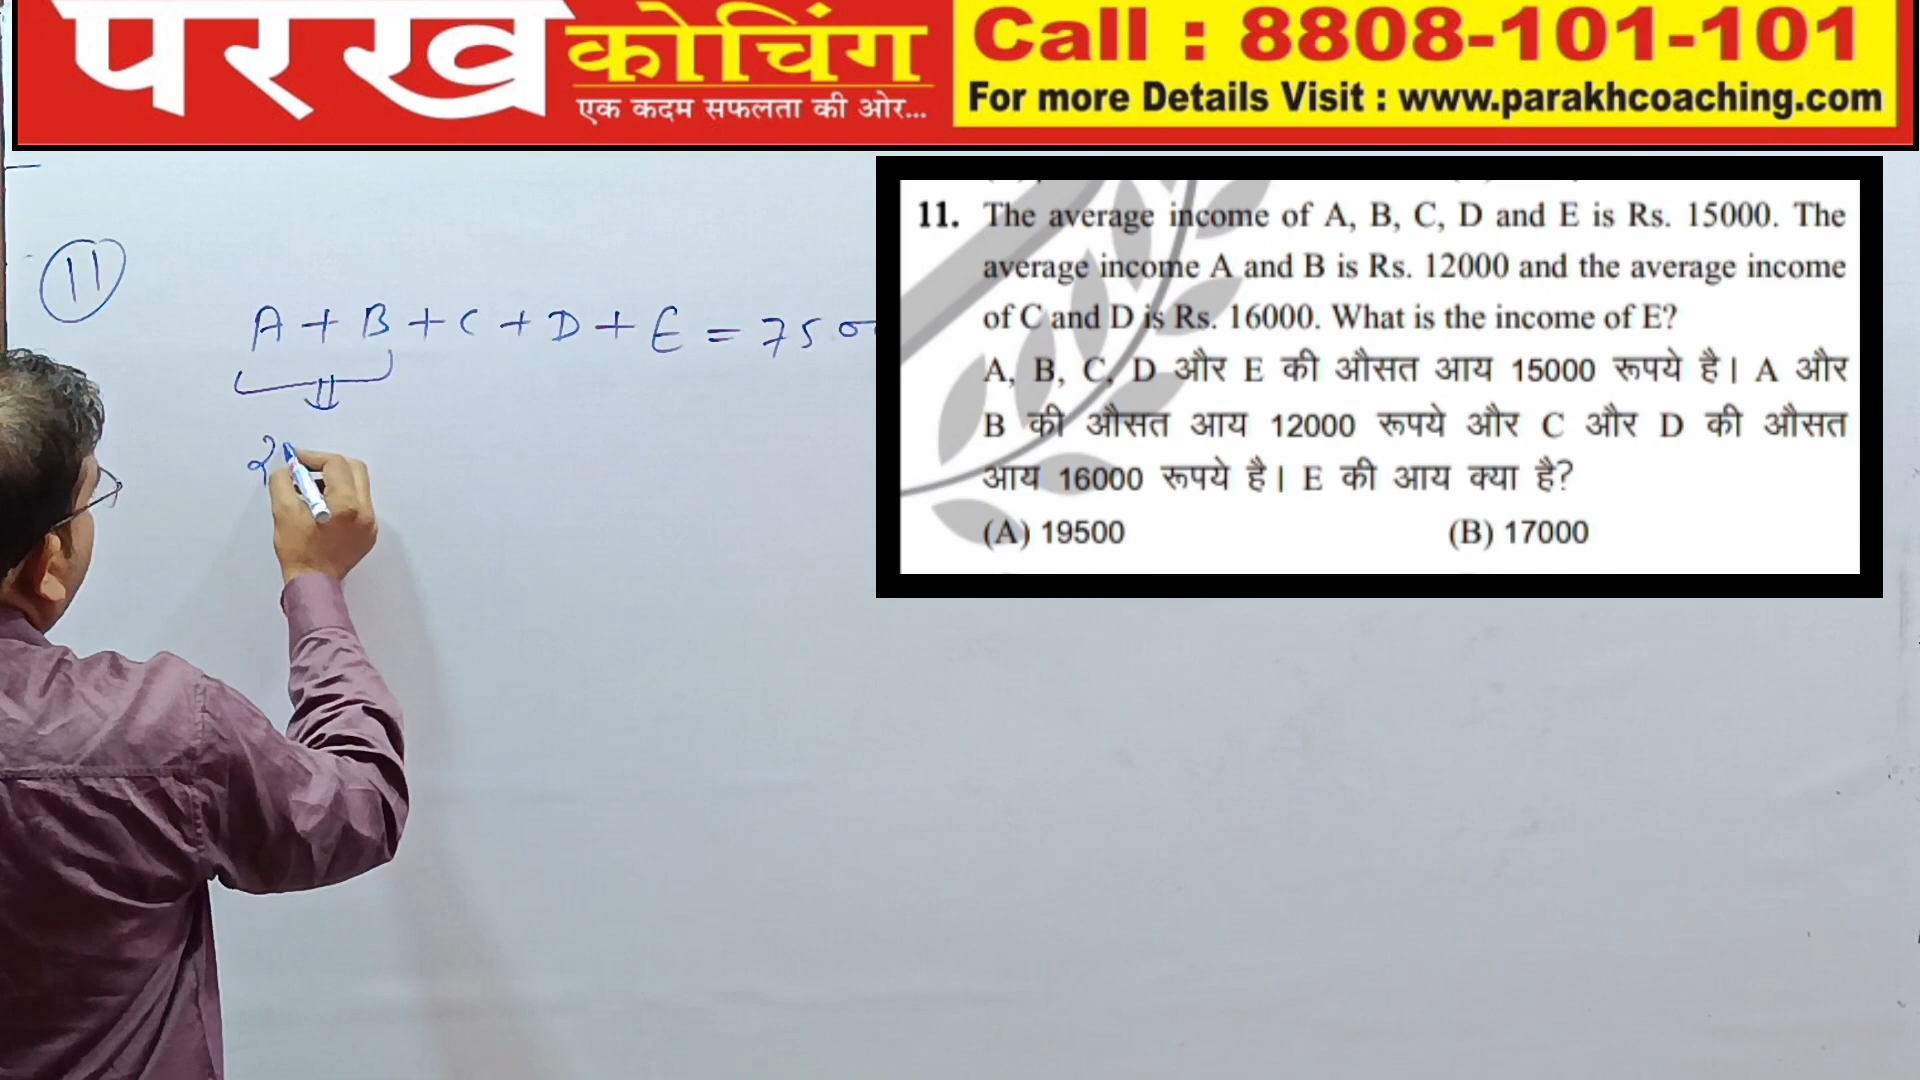 परख कोचिंग
एक कदम सफलता की ओर...
Call : 8808-101-101
For more Details Visit : www.parakhcoaching.com
11
A + B + C + D + E = 750
2
11. The average income of A, B, C, D and E is Rs. 15000. The
average income A and B is Rs. 12000 and the average income
of C and D is Rs. 16000. What is the income of E?
A, B, C, D और E की औसत आय 15000 रूपये है। A और
B की औसत आय 12000 रूपये और C और D की औसत
आय 16000 रूपये है। E की आय क्या है?
(A) 19500 (B) 17000